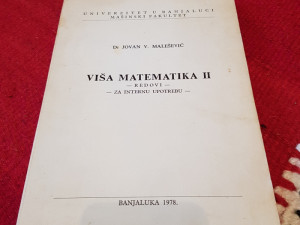 UNIVERZITET U BANJALUCI
MAŠINSKI FAKULTET
Dr JOVAN V. MALEŠEVIĆ
VIŠA MATEMATIKA II
— REDOVI —
— ZA INTERNU UPOTREBU —
BANJALUKA 1978.